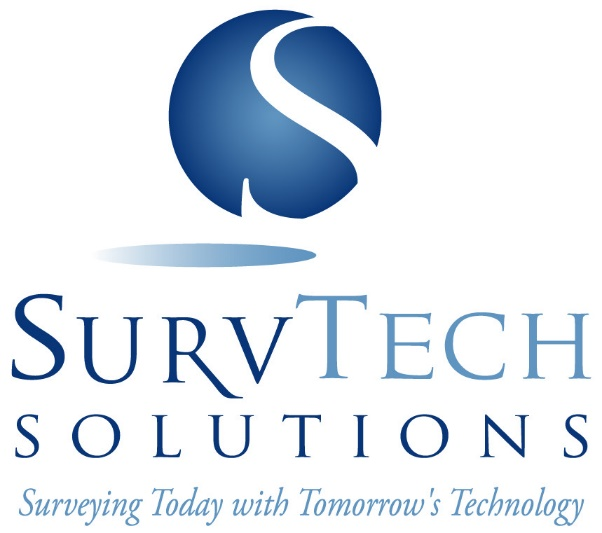 SURVTECH
SOLUTIONS
Surveying Today with Tomorrow's Technology